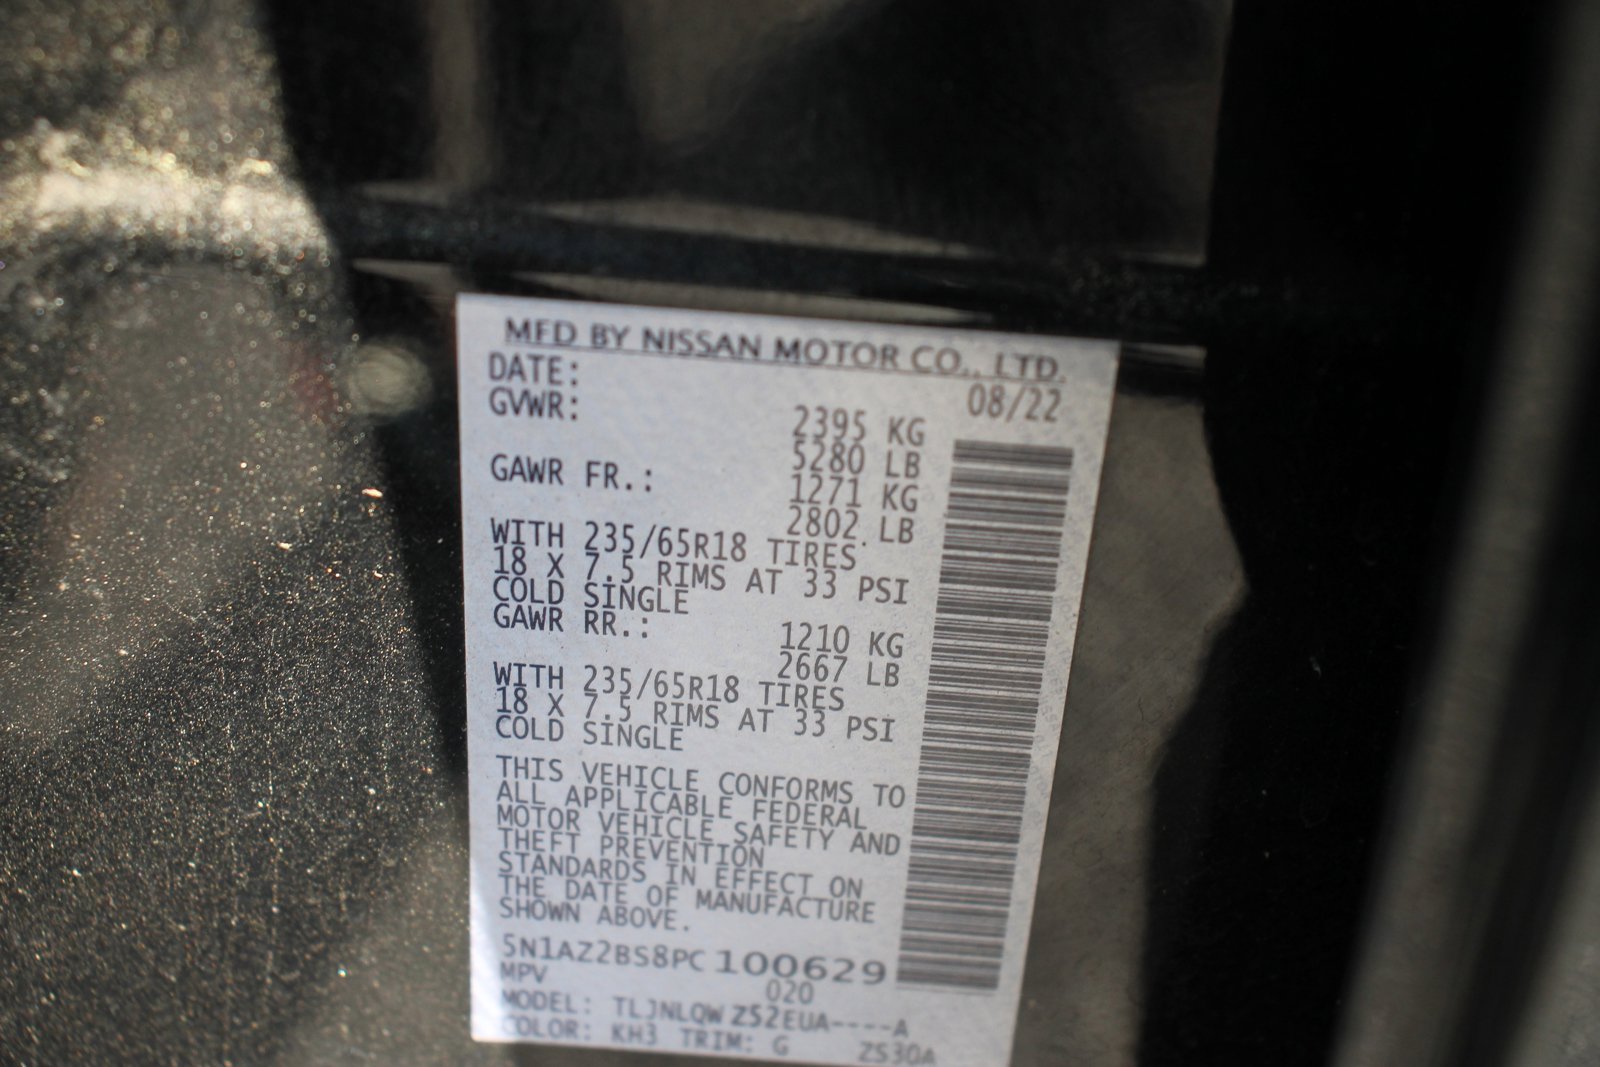 MFD BY NISSAN MOTOR CO., LTD.
DATE: 08/22
GVWR: 2395 KG
5280 LB
GAWR FR.: 1271 KG
2802 LB
WITH 235/65R18 TIRES
18 X 7.5 RIMS AT 33 PSI
COLD SINGLE
GAWR RR.: 1210 KG
2667 LB
WITH 235/65R18 TIRES
18 X 7.5 RIMS AT 33 PSI
COLD SINGLE
THIS VEHICLE CONFORMS TO
ALL APPLICABLE FEDERAL
MOTOR VEHICLE SAFETY AND
THEFT PREVENTION
STANDARDS IN EFFECT ON
THE DATE OF MANUFACTURE
SHOWN ABOVE.
5N1AZ2BS8PC100629
MPV 020
MODEL: TLJNLQW Z52EUA----A
COLOR: KH3 TRIM: G ZS30A